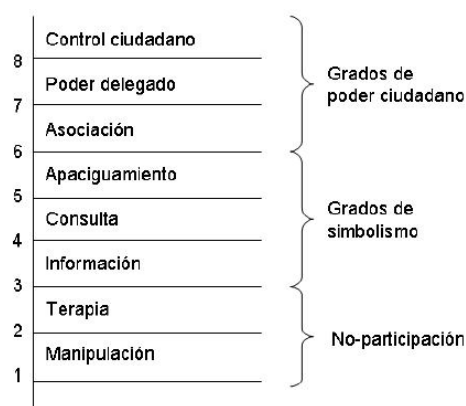 Control ciudadano
8
Poder delegado
7
Asociación
6
Apaciguamiento
5
Consulta
4
Información
3
Terapia
2
Manipulación
1
Grados de
poder ciudadano
Grados de
simbolismo
No-participación